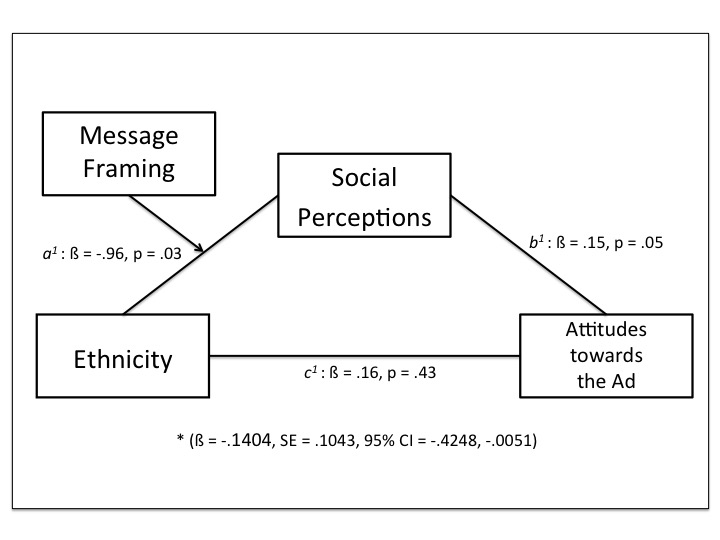 Message
Framing
Social
Perceptions
a¹ : ß = -.96, p = .03
b¹ : ß = .15, p = .05
Ethnicity
Attitudes
towards
the Ad
c¹ : ß = .16, p = .43
* (ß = -.1404, SE = .1043, 95% CI = -.4248, -.0051)